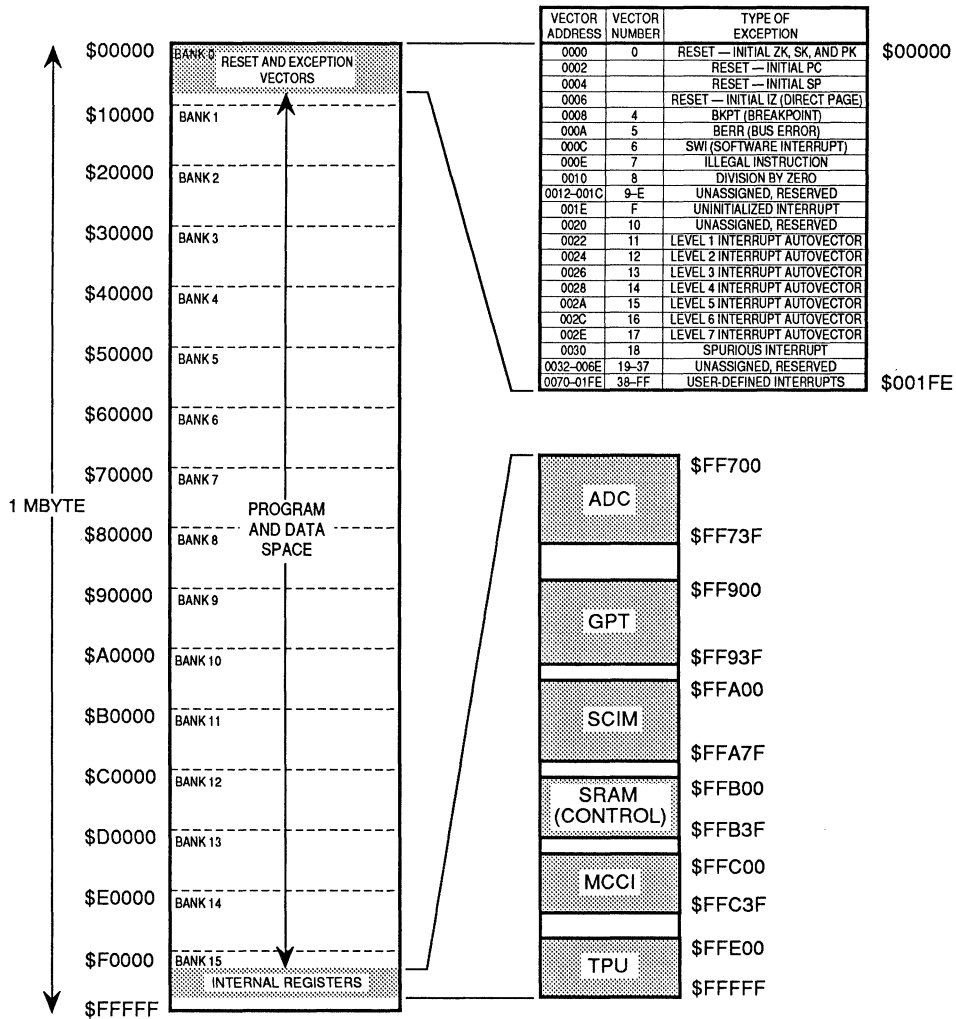 1 MBYTE
$00000
$10000
$20000
$30000
$40000
$50000
$60000
$70000
$80000
$90000
$A0000
$B0000
$C0000
$D0000
$E0000
$F0000
$FFFFF
BANK 0
RESET AND EXCEPTION
VECTORS
BANK 1
BANK 2
BANK 3
BANK 4
BANK 5
BANK 6
BANK 7
PROGRAM
AND DATA
SPACE
BANK 8
BANK 9
BANK 10
BANK 11
BANK 12
BANK 13
BANK 14
BANK 15
INTERNAL REGISTERS
VECTOR ADDRESS VECTOR NUMBER TYPE OF EXCEPTION
0000 0 RESET — INITIAL ZK, SK, AND PK
0002 RESET — INITIAL PC
0004 RESET — INITIAL SP
0006 RESET — INITIAL IZ (DIRECT PAGE)
0008 4 BKPT (BREAKPOINT)
000A 5 BERR (BUS ERROR)
000C 6 SWI (SOFTWARE INTERRUPT)
000E 7 ILLEGAL INSTRUCTION
0010 8 DIVISION BY ZERO
0012–001C 9–E UNASSIGNED, RESERVED
001E F UNINITIALIZED INTERRUPT
0020 10 UNASSIGNED, RESERVED
0022 11 LEVEL 1 INTERRUPT AUTOVECTOR
0024 12 LEVEL 2 INTERRUPT AUTOVECTOR
0026 13 LEVEL 3 INTERRUPT AUTOVECTOR
0028 14 LEVEL 4 INTERRUPT AUTOVECTOR
002A 15 LEVEL 5 INTERRUPT AUTOVECTOR
002C 16 LEVEL 6 INTERRUPT AUTOVECTOR
002E 17 LEVEL 7 INTERRUPT AUTOVECTOR
0030 18 SPURIOUS INTERRUPT
0032–006E 19–37 UNASSIGNED, RESERVED
0070–01FE 38–FF USER-DEFINED INTERRUPTS
$00000
$001FE
ADC
$FF700
$FF73F
GPT
$FF900
$FF93F
SCIM
$FFA00
$FFA7F
SRAM
(CONTROL)
$FFB00
$FFB3F
MCCI
$FFC00
$FFC3F
TPU
$FFE00
$FFFFF